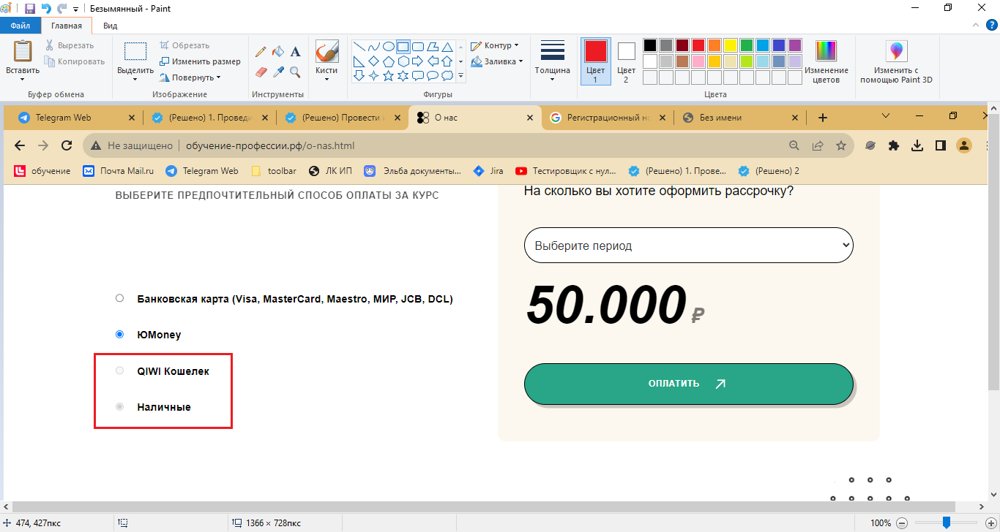 Безымянный - Paint
Файл Главная Вид
Вставить
Вырезать
Копировать
Буфер обмена
Выделить
Обрезать
Изменить размер
Повернуть
Изображение
A
Инструменты
Кисти
Контур
Заливка
Фигуры
Толщина
Цвет 1
Цвет 2
Изменение цветов
Цвета
Изменить с помощью Paint 3D
Telegram Web (Решено) 1. Проведи (Решено) Провести О нас Регистрационный но Без имени
Не защищено обучение-профессии.рф/o-nas.html
обучение Почта Mail.ru Telegram Web toolbar ЛК ИП Эльба документы... Jira Тестировщик с нул... (Решено) 1. Прове... (Решено) 2
ВЫБЕРИТЕ ПРЕДПОЧТИТЕЛЬНЫЙ СПОСОБ ОПЛАТЫ ЗА КУРС
Банковская карта (Visa, MasterCard, Maestro, МИР, JCB, DCL)
ЮMoney
QIWI Кошелек
Наличные
На сколько вы хотите оформить рассрочку?
Выберите период
50.000 ₽
ОПЛАТИТЬ
474, 427пкс 1366 × 728пкс 100%